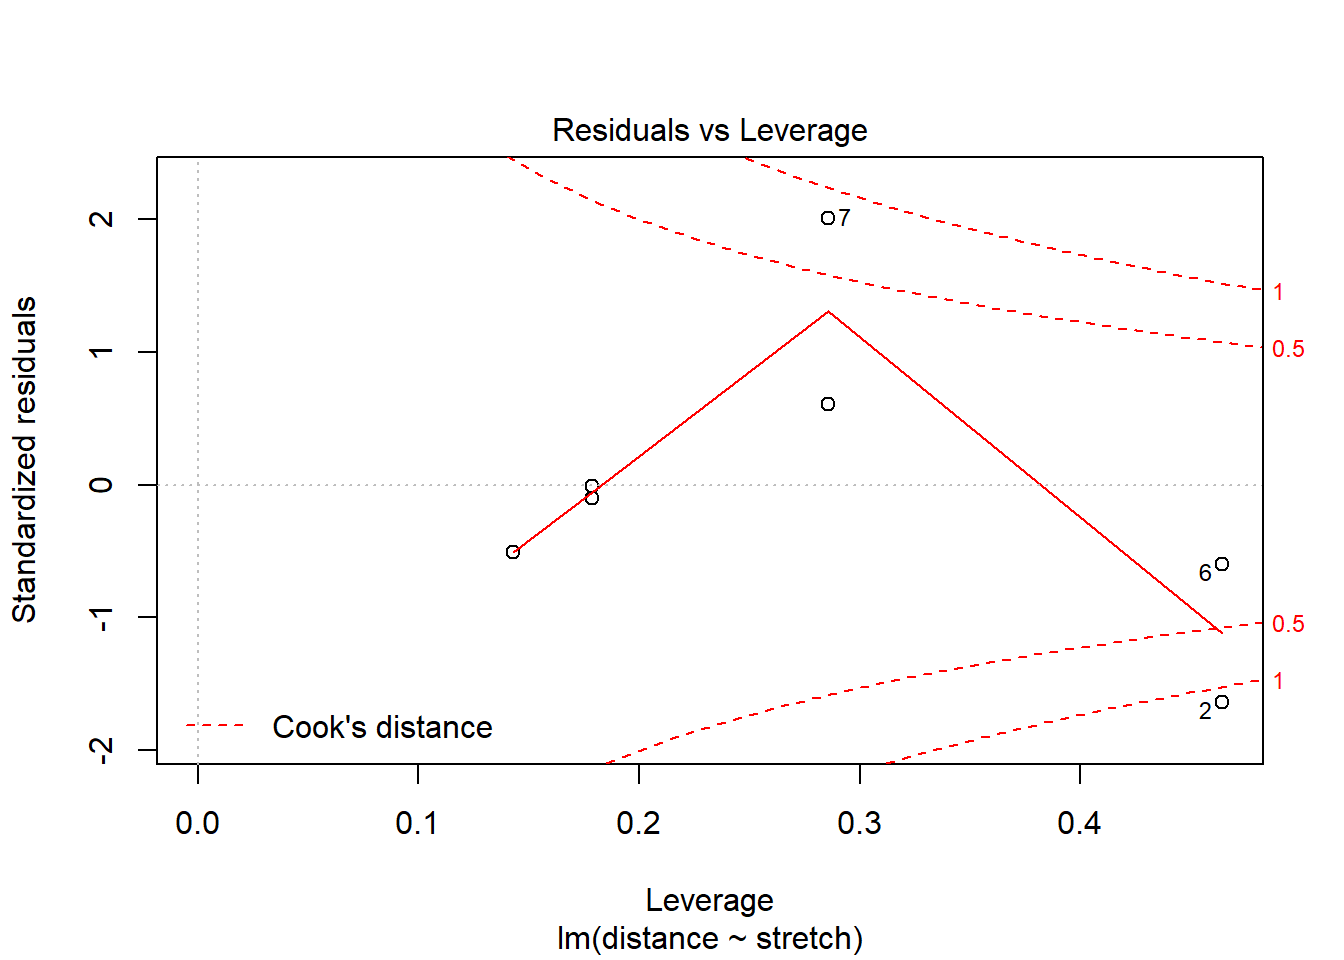 Residuals vs Leverage
Standardized residuals
2
1
0
-1
-2
7
6
2
1
0.5
0.5
1
Cook's distance
0.0 0.1 0.2 0.3 0.4
Leverage
lm(distance ~ stretch)